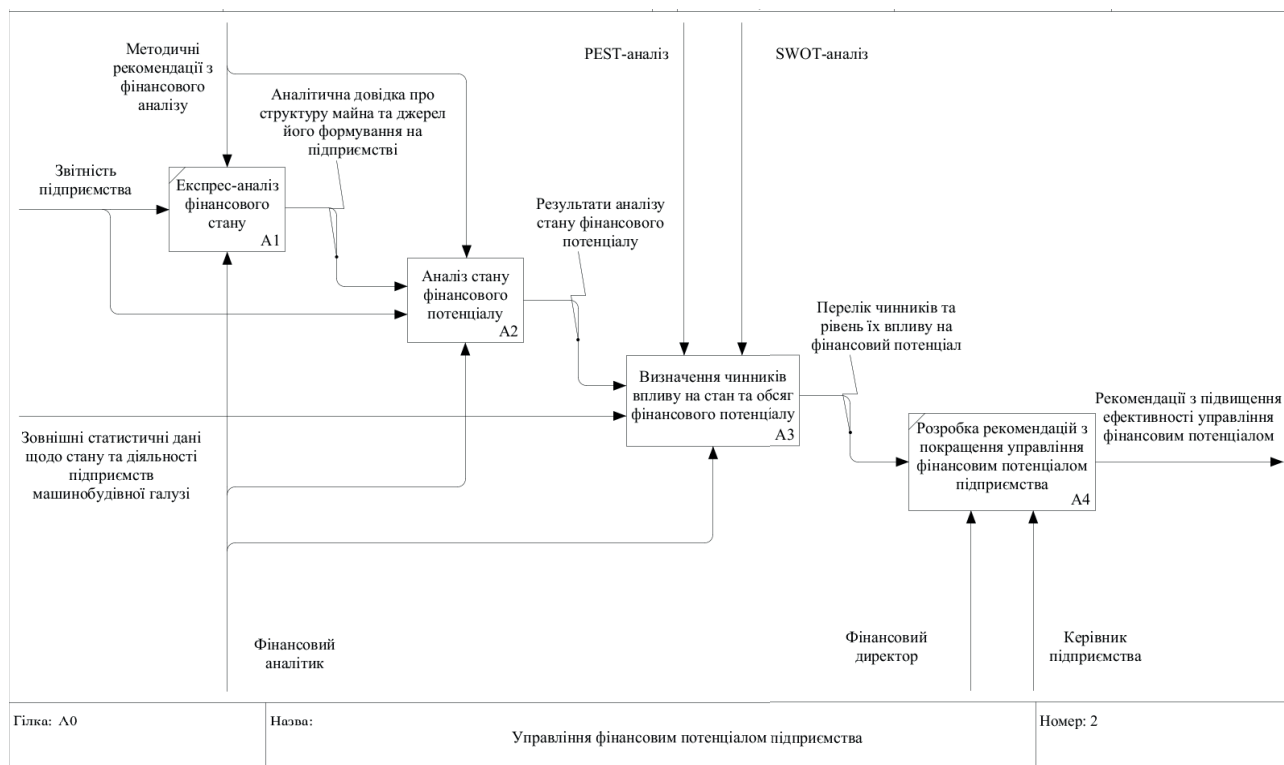 Методичні
рекомендації з
фінансового
аналізу
PEST-аналіз
SWOT-аналіз
Аналітична довідка про
структуру майна та джерел
його формування на
підприємстві
Звітність
підприємства
Експрес-аналіз
фінансового
стану
A1
Результати аналізу
стану фінансового
потенціалу
Аналіз стану
фінансового
потенціалу
A2
Перелік чинників та
рівень їх впливу на
фінансовий потенціал
Визначення чинників
впливу на стан та обсяг
фінансового потенціалу
A3
Рекомендації з підвищення
ефективності управління
фінансовим потенціалом
Зовнішні статистичні дані
щодо стану та діяльності
підприємств
машинобудівної галузі
Розробка рекомендацій з
покращення управління
фінансовим потенціалом
підприємства
A4
Фінансовий
аналітик
Фінансовий
директор
Керівник
підприємства
Гілка: A0
Назва:
Управління фінансовим потенціалом підприємства
Номер: 2